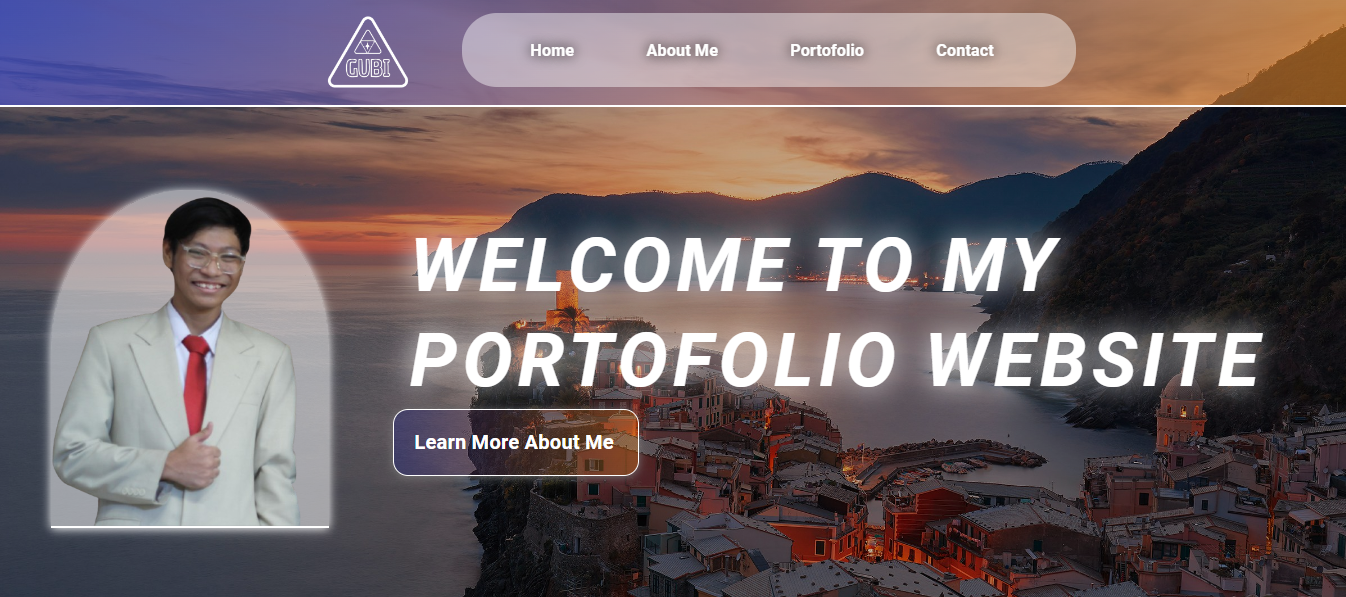 GUBI
Home
About Me
Portofolio
Contact
WELCOME TO MY
PORTOFOLIO WEBSITE
Learn More About Me